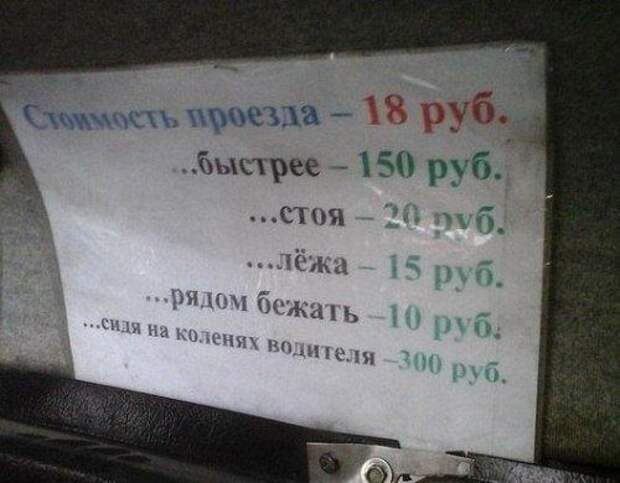 Стоимость проезда – 18 руб.
...быстрее – 150 руб.
...стоя – 20 руб.
...лёжа – 15 руб.
...рядом бежать –10 руб.
...сидя на коленях водителя –300 руб.